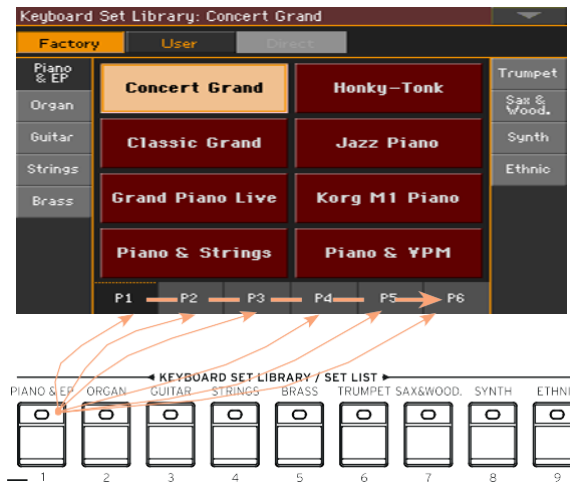 Keyboard Set Library: Concert Grand
Factory User Direct
Piano
& EP
Organ
Guitar
Strings
Brass
Concert Grand Honky-Tonk
Classic Grand Jazz Piano
Grand Piano Live Korg M1 Piano
Piano & Strings Piano & YPM
Trumpet
Sax &
Wood.
Synth
Ethnic
P1 P2 P3 P4 P5 P6
KEYBOARD SET LIBRARY / SET LIST
PIANO & EP ORGAN GUITAR STRINGS BRASS TRUMPET SAX&WOOD. SYNTH ETHNI
1 2 3 4 5 6 7 8 9